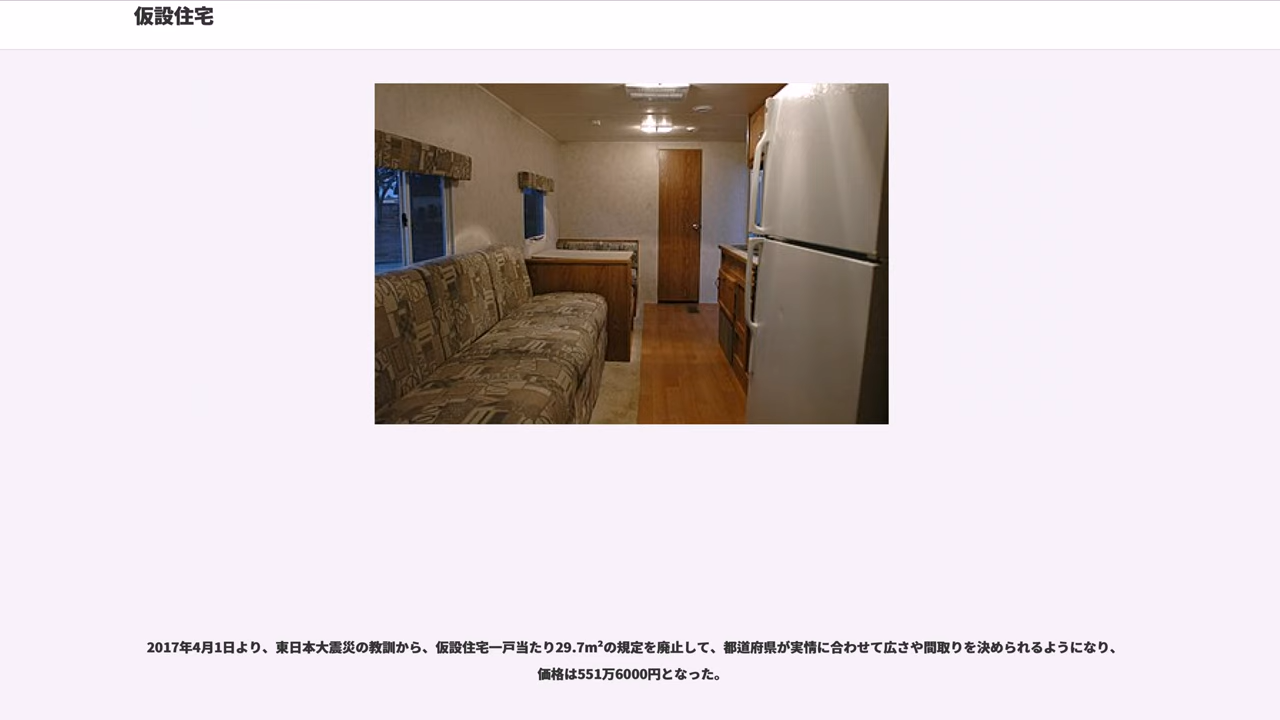 仮設住宅
2017年4月1日より、東日本大震災の教訓から、仮設住宅一戸当たり29.7m²の規定を廃止して、都道府県が実情に合わせて広さや間取りを決められるようになり、
価格は551万6000円となった。